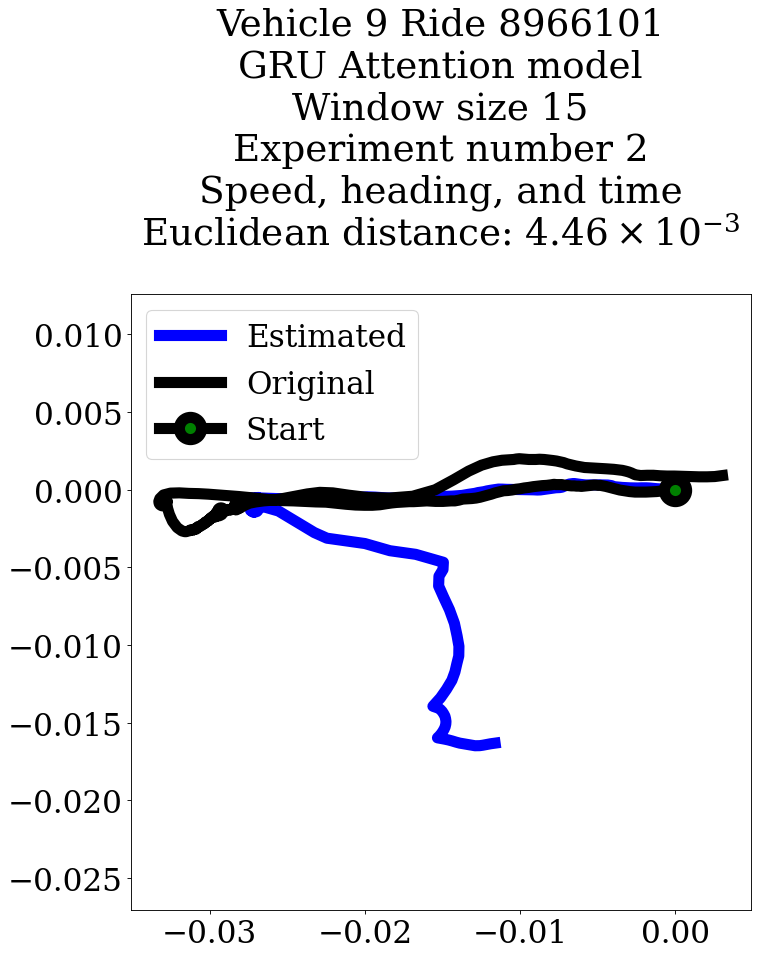 Vehicle 9 Ride 8966101
GRU Attention model
Window size 15
Experiment number 2
Speed, heading, and time
Euclidean distance: 4.46 × 10⁻³
Estimated
Original
Start
0.010
0.005
0.000
−0.005
−0.010
−0.015
−0.020
−0.025
−0.03 −0.02 −0.01 0.00